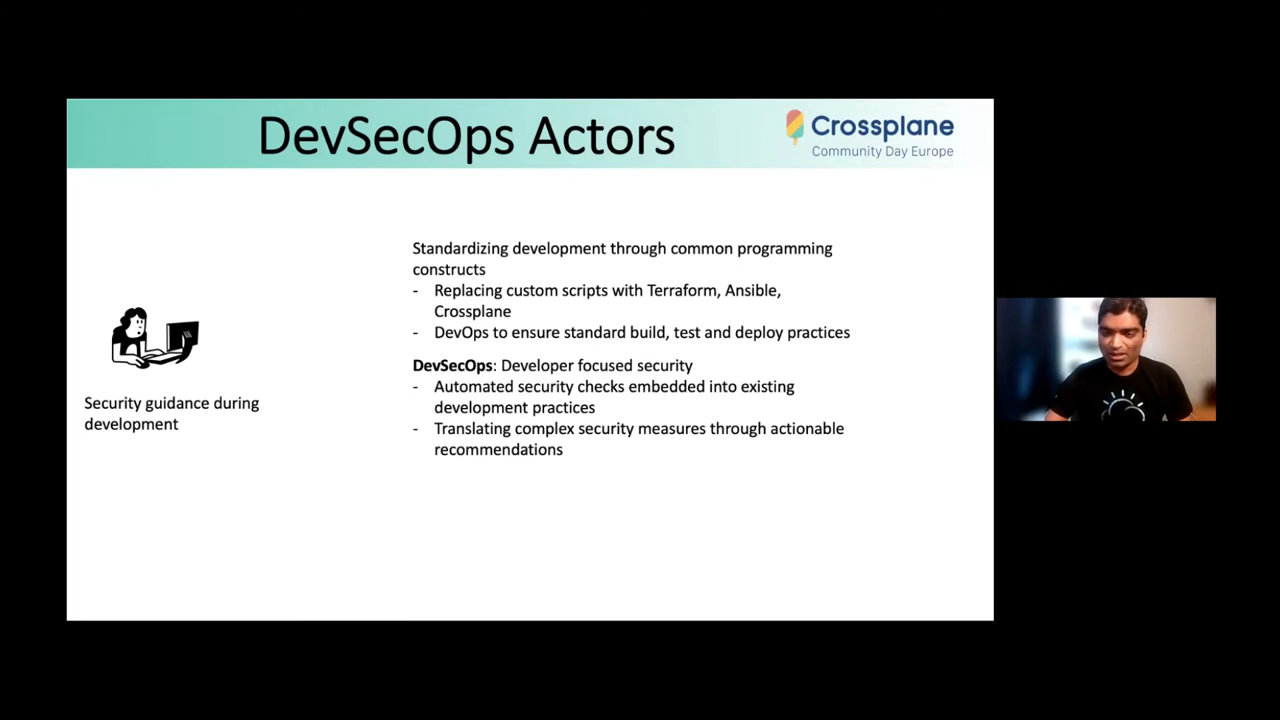 DevSecOps Actors
Crossplane
Community Day Europe
Security guidance during
development
Standardizing development through common programming
constructs
- Replacing custom scripts with Terraform, Ansible,
Crossplane
- DevOps to ensure standard build, test and deploy practices
DevSecOps: Developer focused security
- Automated security checks embedded into existing
development practices
- Translating complex security measures through actionable
recommendations